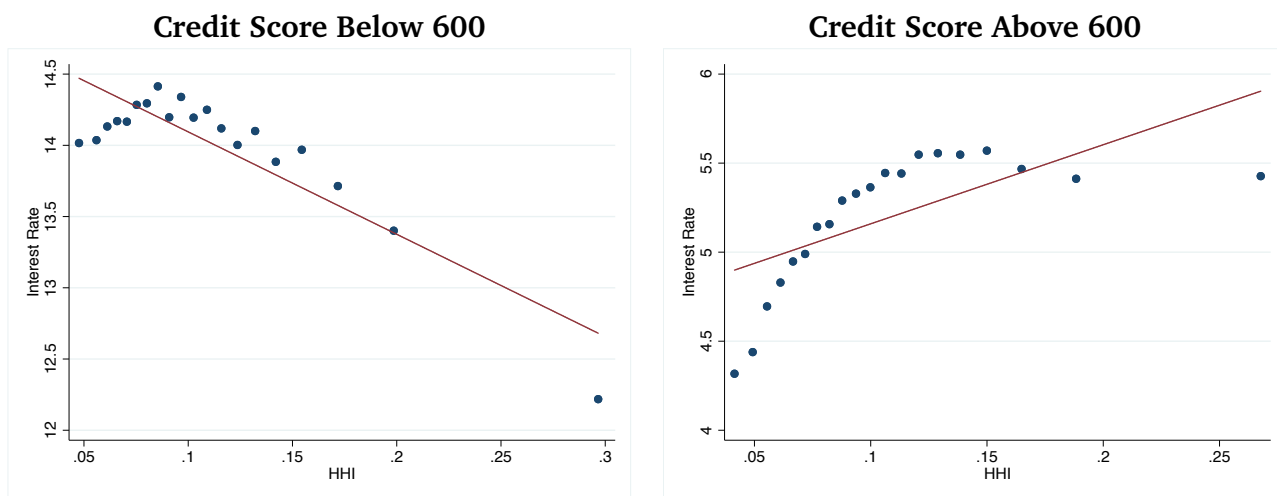 Credit Score Below 600
Interest Rate
14.5
14
13.5
13
12.5
12
.05 .1 .15 .2 .25 .3
HHI
Credit Score Above 600
Interest Rate
6
5.5
5
4.5
4
.05 .1 .15 .2 .25
HHI